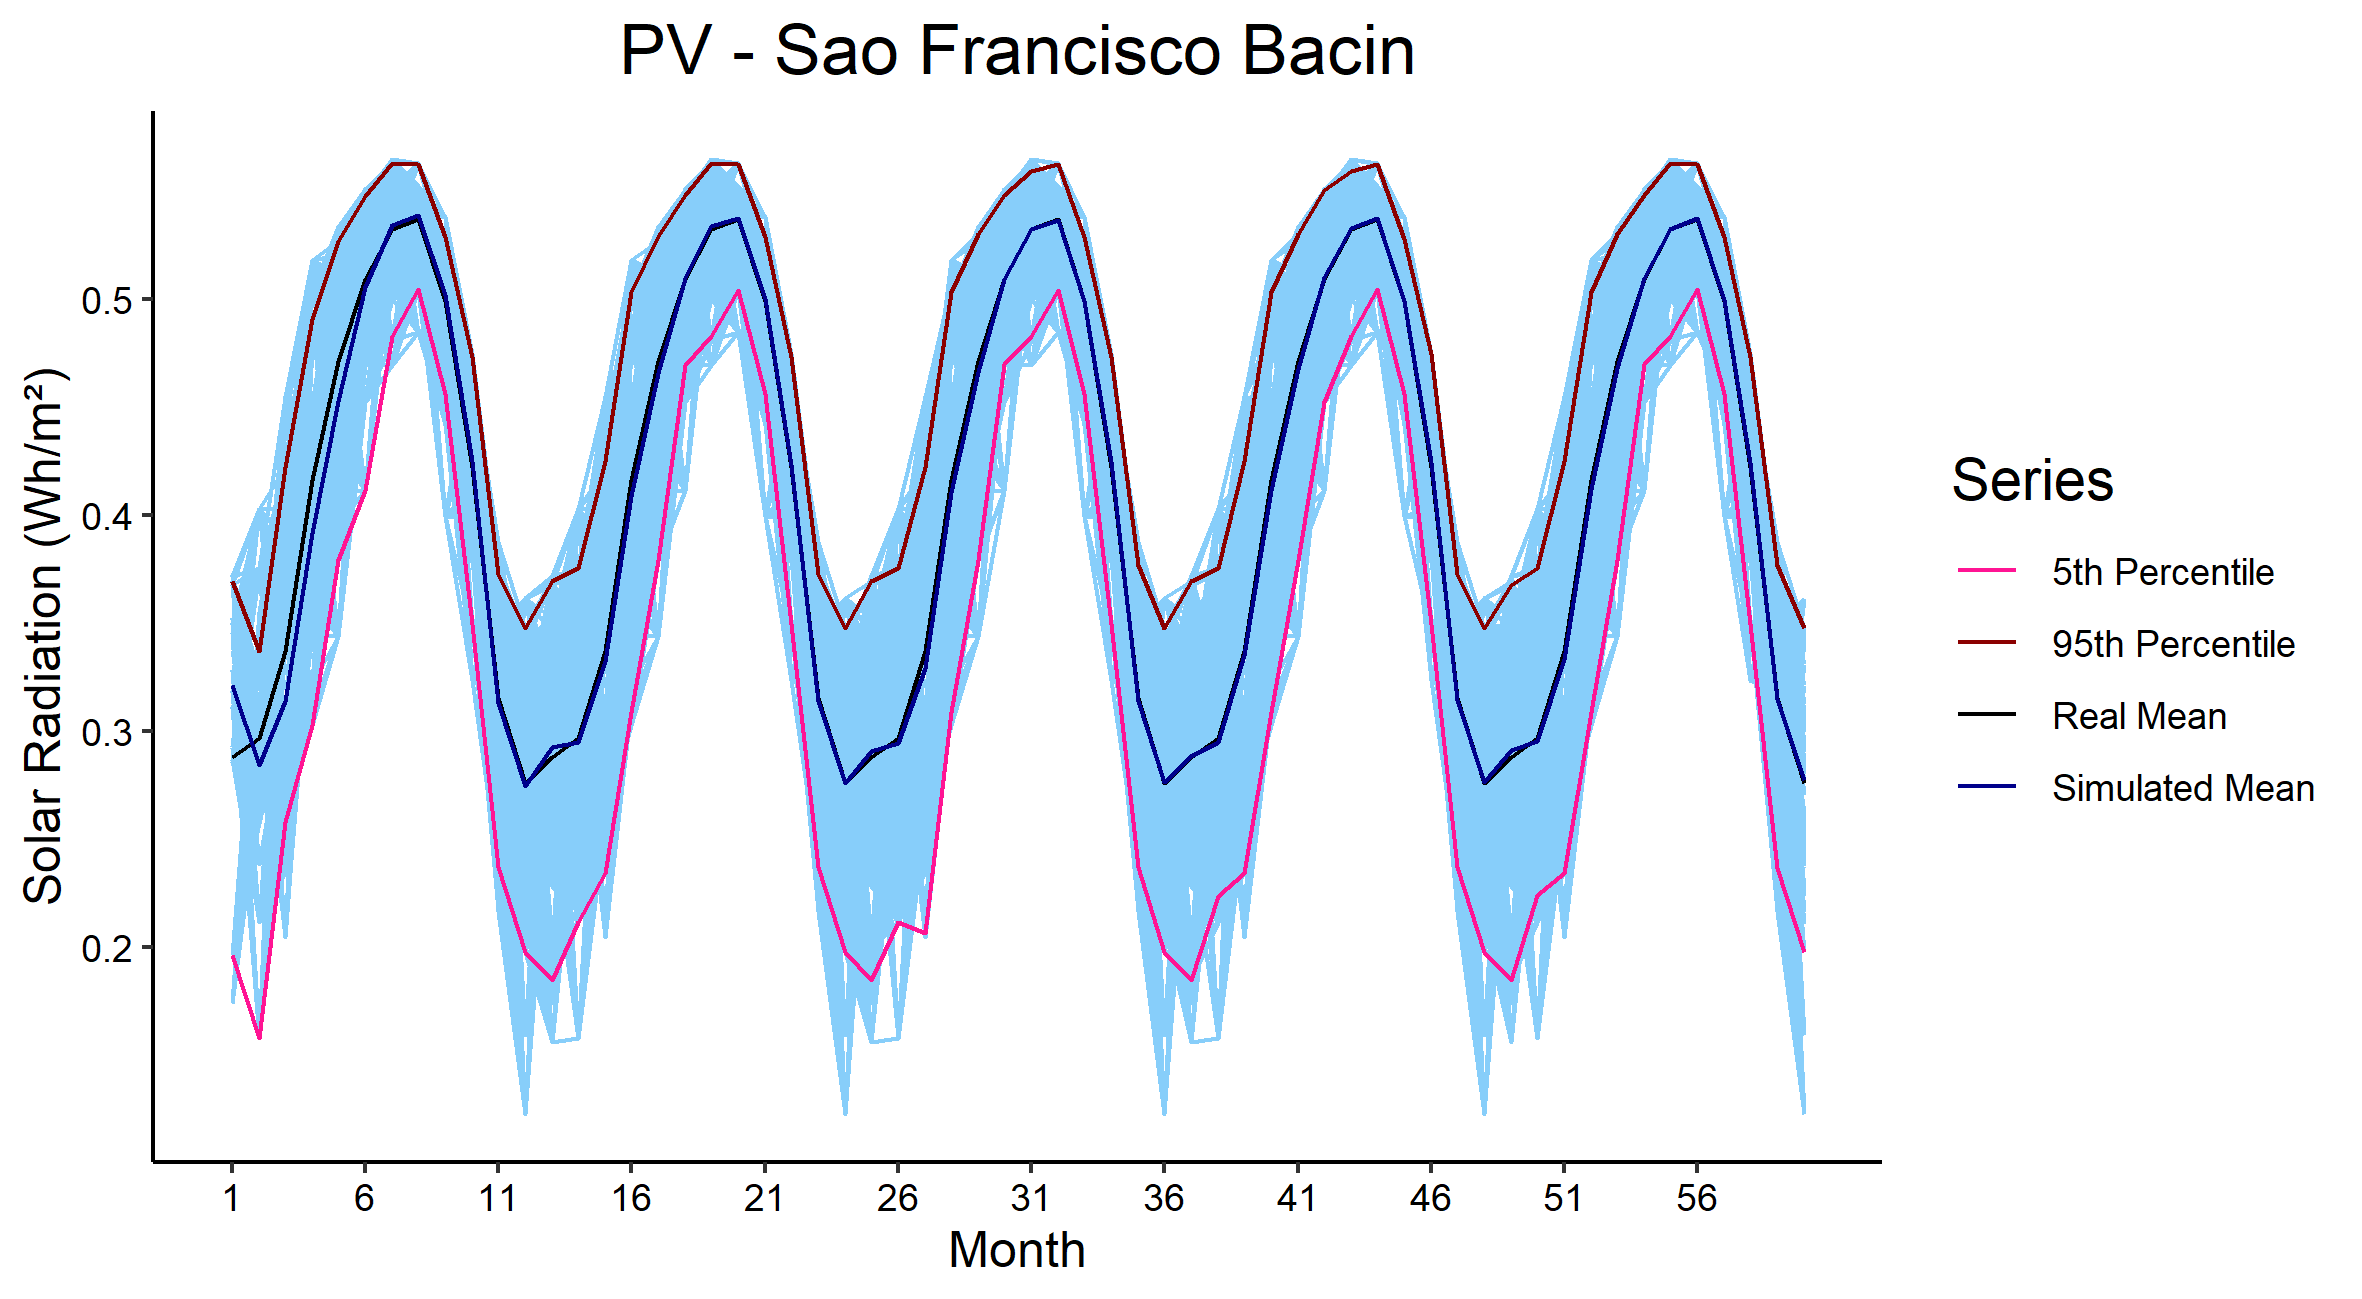 PV - Sao Francisco Bacin
Solar Radiation (Wh/m²)
0.5
0.4
0.3
0.2
1 6 11 16 21 26 31 36 41 46 51 56
Month
Series
5th Percentile
95th Percentile
Real Mean
Simulated Mean